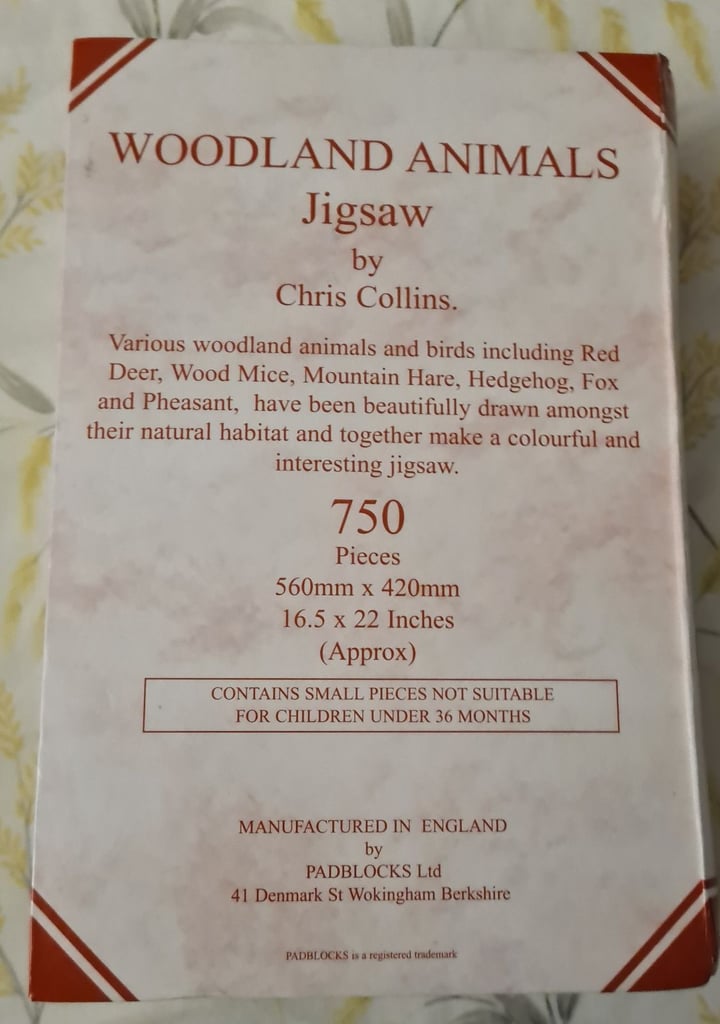 WOODLAND ANIMALS
Jigsaw
by
Chris Collins.
Various woodland animals and birds including Red
Deer, Wood Mice, Mountain Hare, Hedgehog, Fox
and Pheasant, have been beautifully drawn amongst
their natural habitat and together make a colourful and
interesting jigsaw.
750
Pieces
560mm x 420mm
16.5 x 22 Inches
(Approx)
CONTAINS SMALL PIECES NOT SUITABLE
FOR CHILDREN UNDER 36 MONTHS
MANUFACTURED IN ENGLAND
by
PADBLOCKS Ltd
41 Denmark St Wokingham Berkshire
PADBLOCKS is a registered trademark